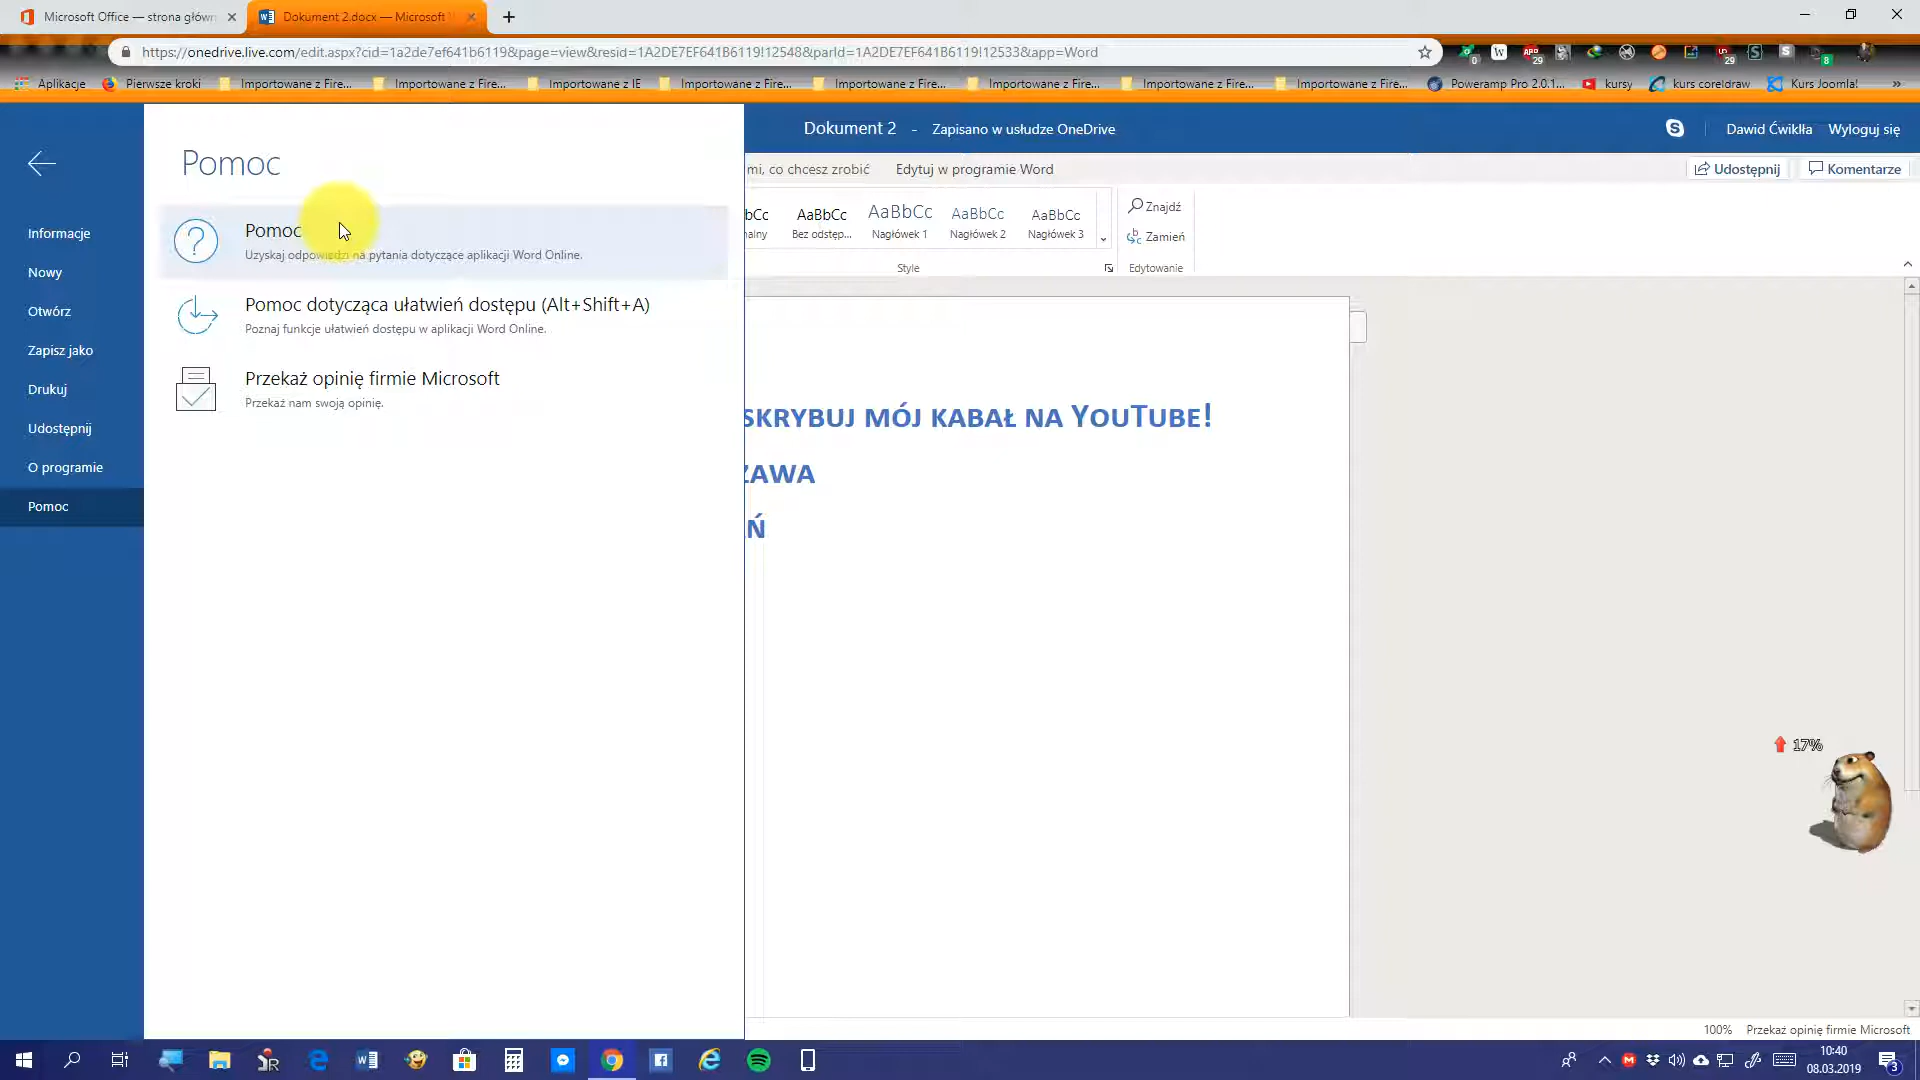 Microsoft Office — strona główn
Dokument 2.docx — Microsoft
https://onedrive.live.com/edit.aspx?cid=1a2de7ef641b6119&page=view&resid=1A2DE7EF641B6119!12548&parId=1A2DE7EF641B6119!12533&app=Word
0
W
29
29
8
Aplikacje
Pierwsze kroki
Importowane z Fire...
Importowane z Fire...
Importowane z IE
Importowane z Fire...
Importowane z Fire...
Importowane z Fire...
Importowane z Fire...
Importowane z Fire...
Poweramp Pro 2.0.1...
kursy
kurs coreldraw
Kurs Joomla!
»
Dokument 2 - Zapisano w usłudze OneDrive
Dawid Ćwikła
Wyloguj się
mi, co chcesz zrobić
Edytuj w programie Word
Udostępnij
Komentarze
bCc
alny
AaBbCc
Bez odstęp...
AaBbCc
Nagłówek 1
AaBbCc
Nagłówek 2
AaBbCc
Nagłówek 3
Style
Znajdź
Zamień
Edytowanie
Informacje
Nowy
Otwórz
Zapisz jako
Drukuj
Udostępnij
O programie
Pomoc
Pomoc
Pomoc
Uzyskaj odpowiedzi na pytania dotyczące aplikacji Word Online.
Pomoc dotycząca ułatwień dostępu (Alt+Shift+A)
Poznaj funkcje ułatwień dostępu w aplikacji Word Online.
Przekaż opinię firmie Microsoft
Przekaż nam swoją opinię.
SKRYBUJ MÓJ KABAŁ NA YOUTUBE!
ZAWA
Ń
17%
100%
Przekaż opinię firmie Microsoft
10:40
08.03.2019
3